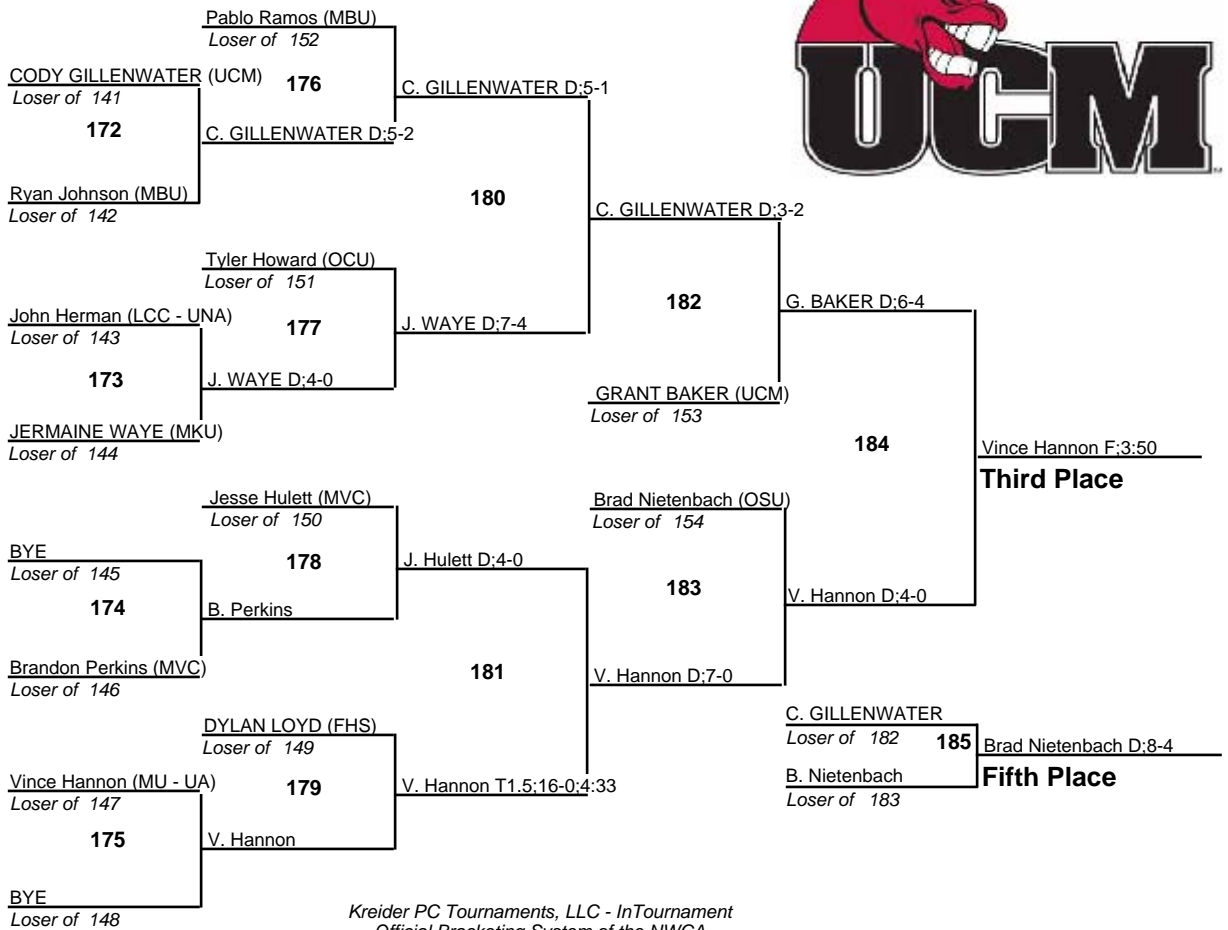 Pablo Ramos (MBU)
Loser of 152
CODY GILLENWATER (UCM)
Loser of 141
176
C. GILLENWATER D;5-1
172
C. GILLENWATER D;5-2
Ryan Johnson (MBU)
Loser of 142
180
C. GILLENWATER D;3-2
Tyler Howard (OCU)
Loser of 151
John Herman (LCC - UNA)
Loser of 143
177
J. WAYE D;7-4
182
G. BAKER D;6-4
173
J. WAYE D;4-0
GRANT BAKER (UCM)
Loser of 153
JERMAINE WAYE (MKU)
Loser of 144
184
Vince Hannon F;3:50
Third Place
Jesse Hulett (MVC)
Loser of 150
Brad Nietenbach (OSU)
Loser of 154
BYE
Loser of 145
178
J. Hulett D;4-0
183
V. Hannon D;4-0
174
B. Perkins
Brandon Perkins (MVC)
Loser of 146
181
V. Hannon D;7-0
DYLAN LOYD (FHS)
Loser of 149
C. GILLENWATER
Loser of 182
185
Brad Nietenbach D;8-4
Fifth Place
B. Nietenbach
Loser of 183
Vince Hannon (MU - UA)
Loser of 147
179
V. Hannon T1.5;16-0;4:33
175
V. Hannon
BYE
Loser of 148
Kreider PC Tournaments, LLC - InTournament
Official Bracketing System of the NWCA
UCM